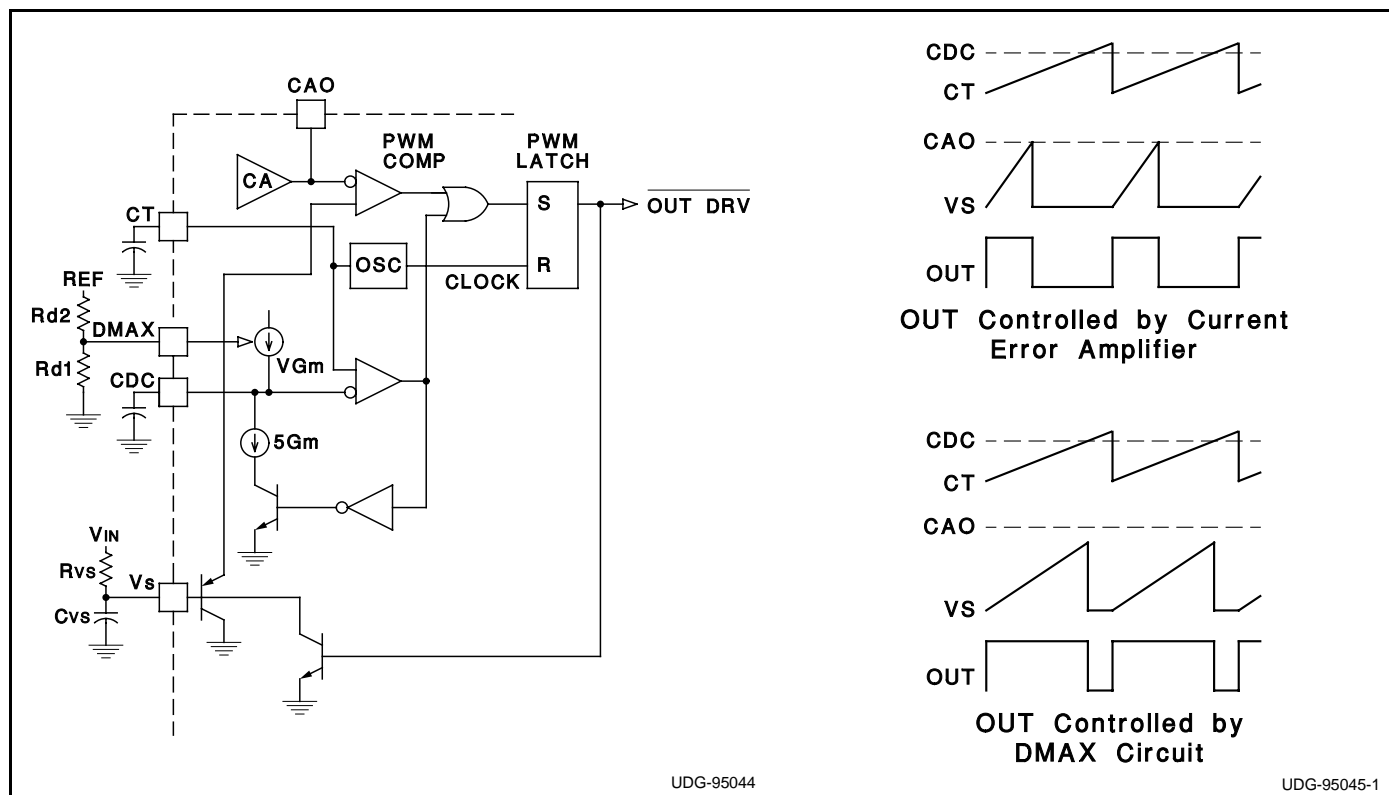 CAO
PWM
COMP
PWM
LATCH
CA
S
OUT DRV
CT
OSC
R
CLOCK
REF
Rd2
DMAX
VGm
Rd1
CDC
5Gm
VIN
Rvs
Vs
Cvs
UDG-95044
CDC
CT
CAO
VS
OUT
OUT Controlled by Current
Error Amplifier
CDC
CT
CAO
VS
OUT
OUT Controlled by
DMAX Circuit
UDG-95045-1